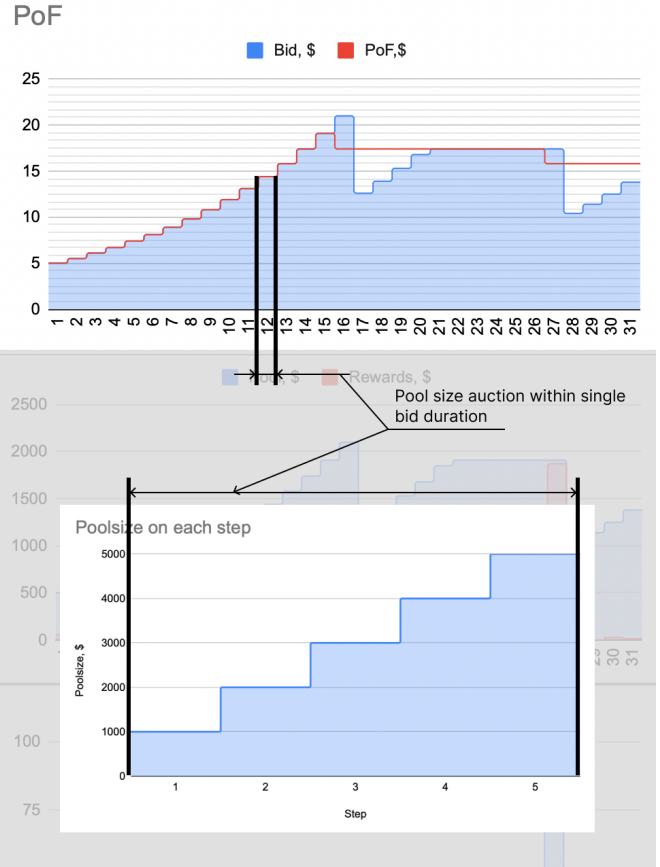 PoF
Bid, $ PoF,$
25
20
15
10
5
0
1 2 3 4 5 6 7 8 9 10 11 12 13 14 15 16 17 18 19 20 21 22 23 24 25 26 27 28 29 30 31
Rewards, $
Pool size auction within single
bid duration
2500
2000
1500
1000
500
0
30 31
Poolsize on each step
5000
4000
3000
2000
1000
0
Poolsize, $
1 2 3 4 5
Step
100
75